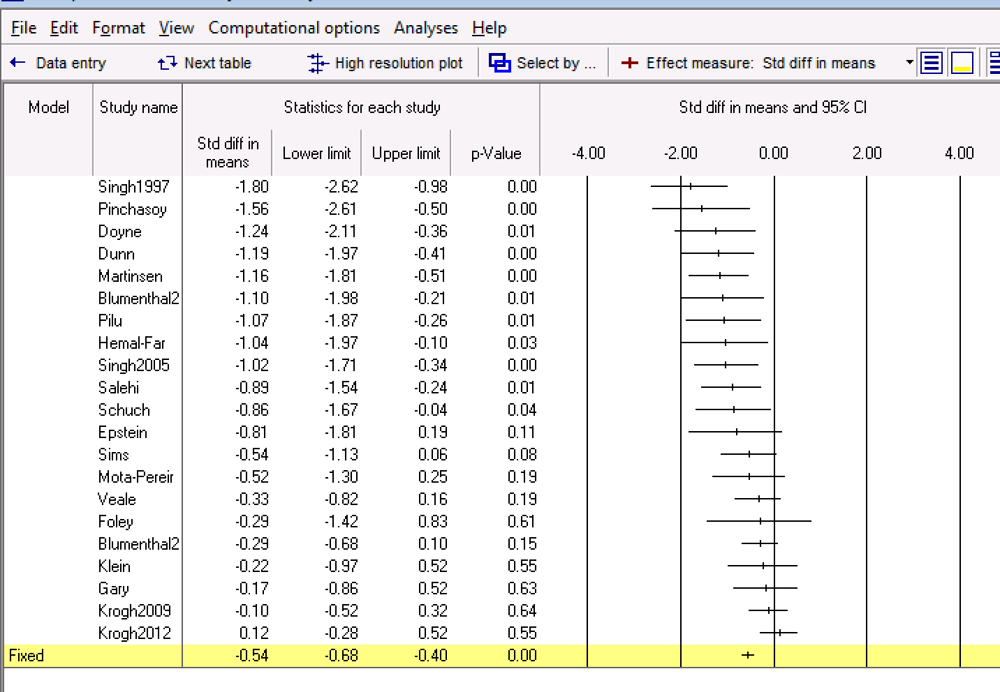 File Edit Format View Computational options Analyses Help
Data entry Next table High resolution plot Select by ... Effect measure: Std diff in means
Model Study name Statistics for each study Std diff in means and 95% CI
Std diff in means Lower limit Upper limit p-Value -4.00 -2.00 0.00 2.00 4.00
Singh1997 -1.80 -2.62 -0.98 0.00
Pinchasoy -1.56 -2.61 -0.50 0.00
Doyne -1.24 -2.11 -0.36 0.01
Dunn -1.19 -1.97 -0.41 0.00
Martinsen -1.16 -1.81 -0.51 0.00
Blumenthal2 -1.10 -1.98 -0.21 0.01
Pilu -1.07 -1.87 -0.26 0.01
Hemal-Far -1.04 -1.97 -0.10 0.03
Singh2005 -1.02 -1.71 -0.34 0.00
Salehi -0.89 -1.54 -0.24 0.01
Schuch -0.86 -1.67 -0.04 0.04
Epstein -0.81 -1.81 0.19 0.11
Sims -0.54 -1.13 0.06 0.08
Mota-Pereir -0.52 -1.30 0.25 0.19
Veale -0.33 -0.82 0.16 0.19
Foley -0.29 -1.42 0.83 0.61
Blumenthal2 -0.29 -0.68 0.10 0.15
Klein -0.22 -0.97 0.52 0.55
Gary -0.17 -0.86 0.52 0.63
Krogh2009 -0.10 -0.52 0.32 0.64
Krogh2012 0.12 -0.28 0.52 0.55
Fixed -0.54 -0.68 -0.40 0.00